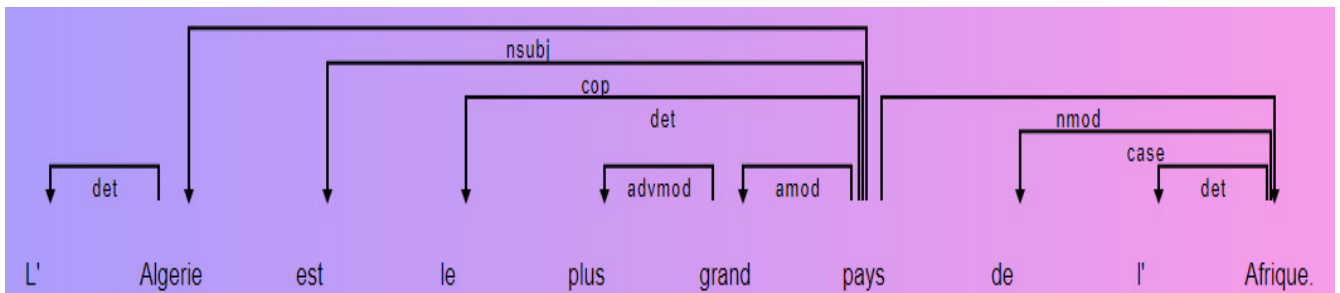 nsubj
cop
det
nmod
case
det advmod amod det
L' Algerie est le plus grand pays de l' Afrique.